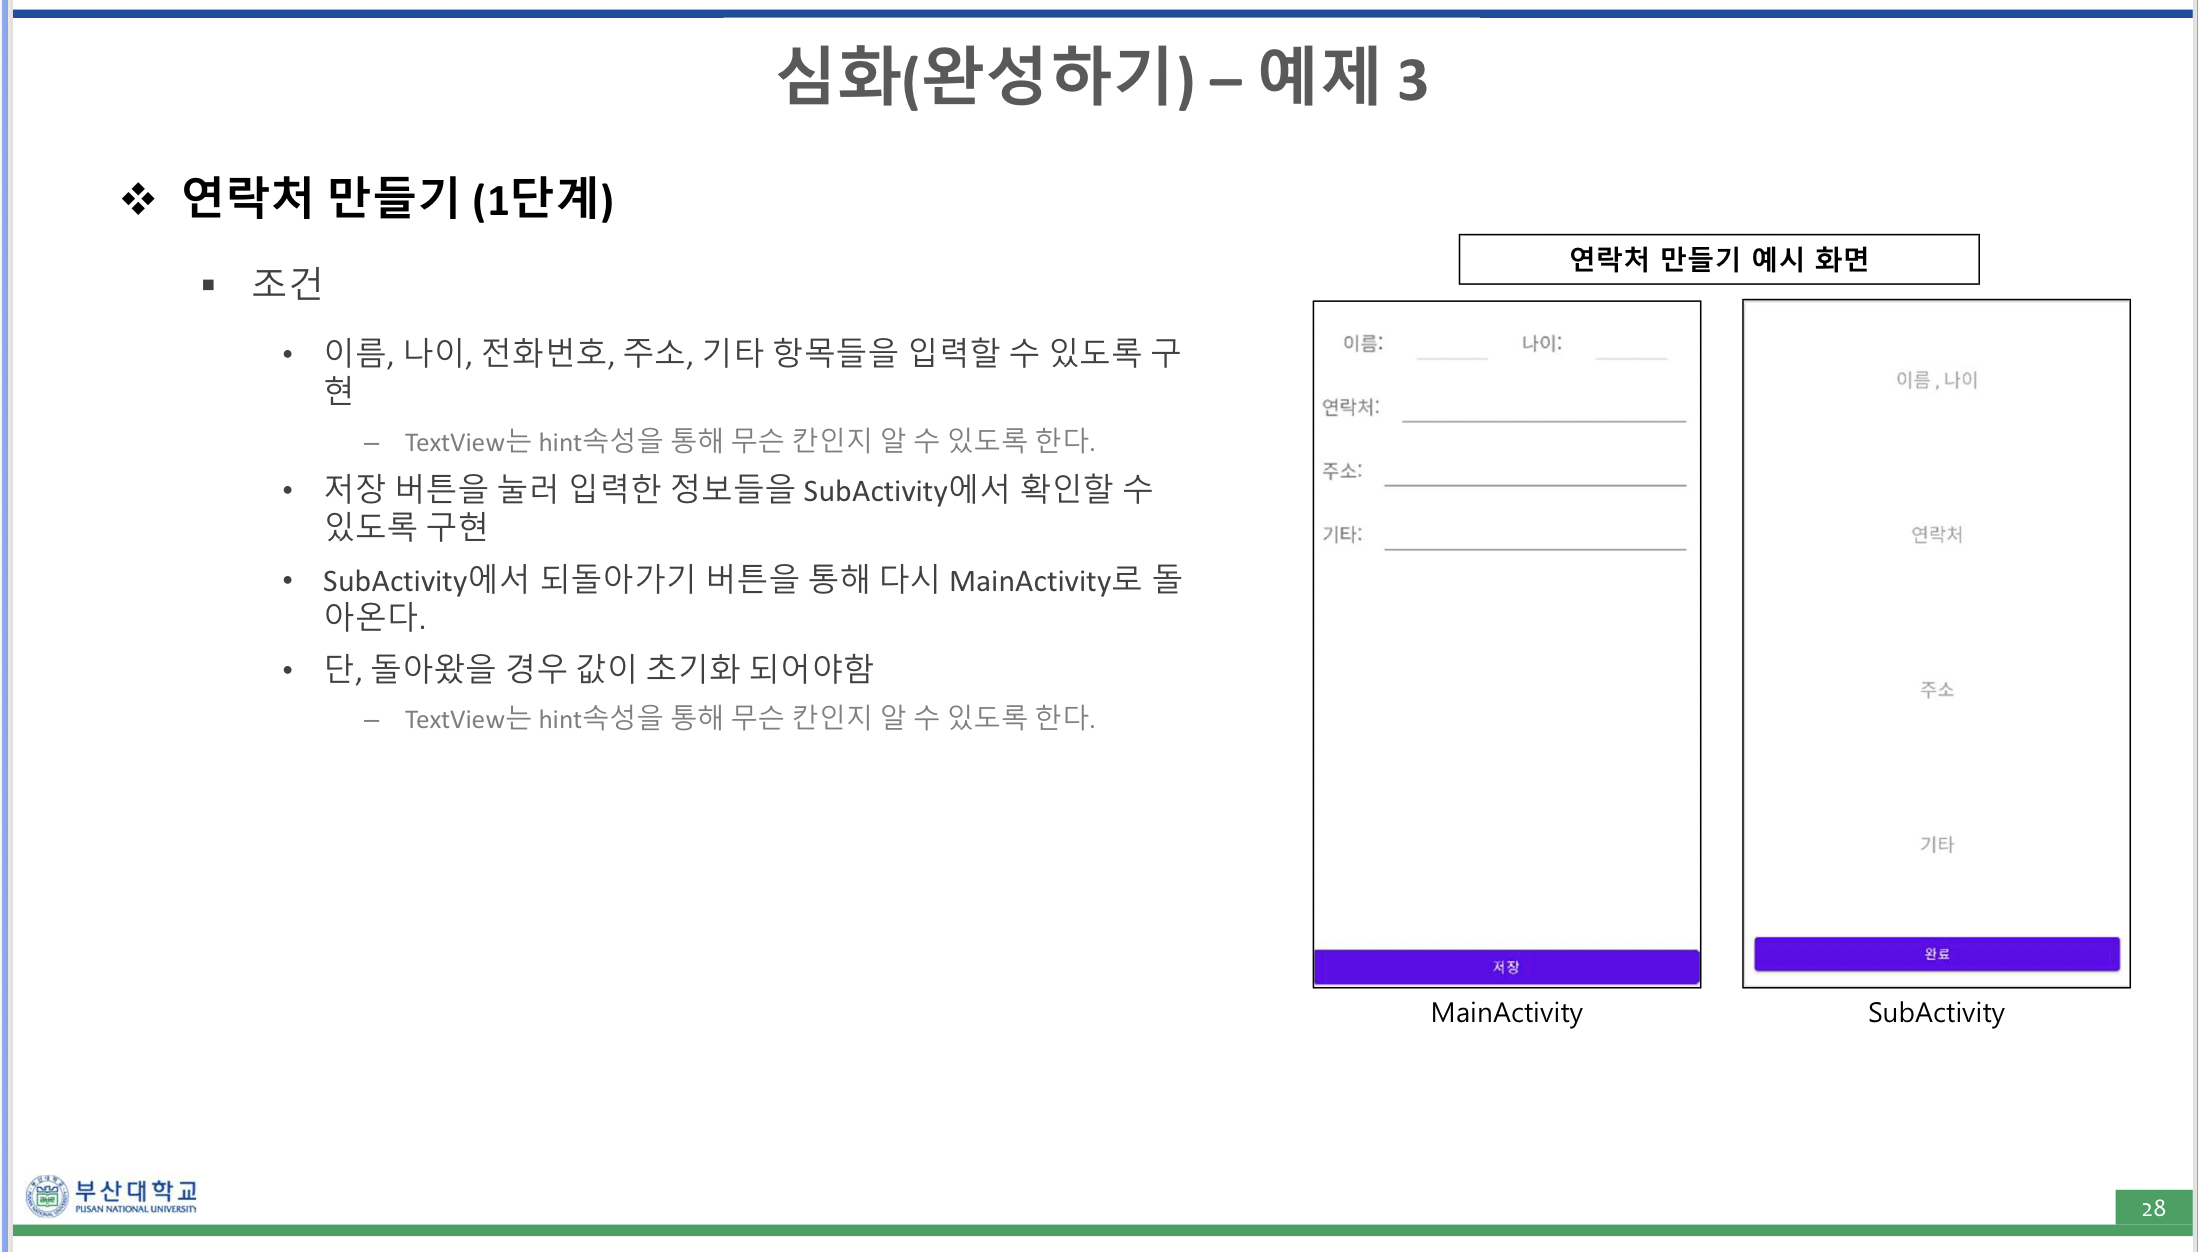 심화(완성하기) – 예제 3
❖ 연락처 만들기 (1단계)
▪ 조건
• 이름, 나이, 전화번호, 주소, 기타 항목들을 입력할 수 있도록 구
현
– TextView는 hint속성을 통해 무슨 칸인지 알 수 있도록 한다.
• 저장 버튼을 눌러 입력한 정보들을 SubActivity에서 확인할 수
있도록 구현
• SubActivity에서 되돌아가기 버튼을 통해 다시 MainActivity로 돌
아온다.
• 단, 돌아왔을 경우 값이 초기화 되어야함
– TextView는 hint속성을 통해 무슨 칸인지 알 수 있도록 한다.
연락처 만들기 예시 화면
이름: 나이:
연락처:
주소:
기타:
저장
MainActivity
이름 , 나이
연락처
주소
기타
완료
SubActivity
부산대학교
PUSAN NATIONAL UNIVERSITY
28